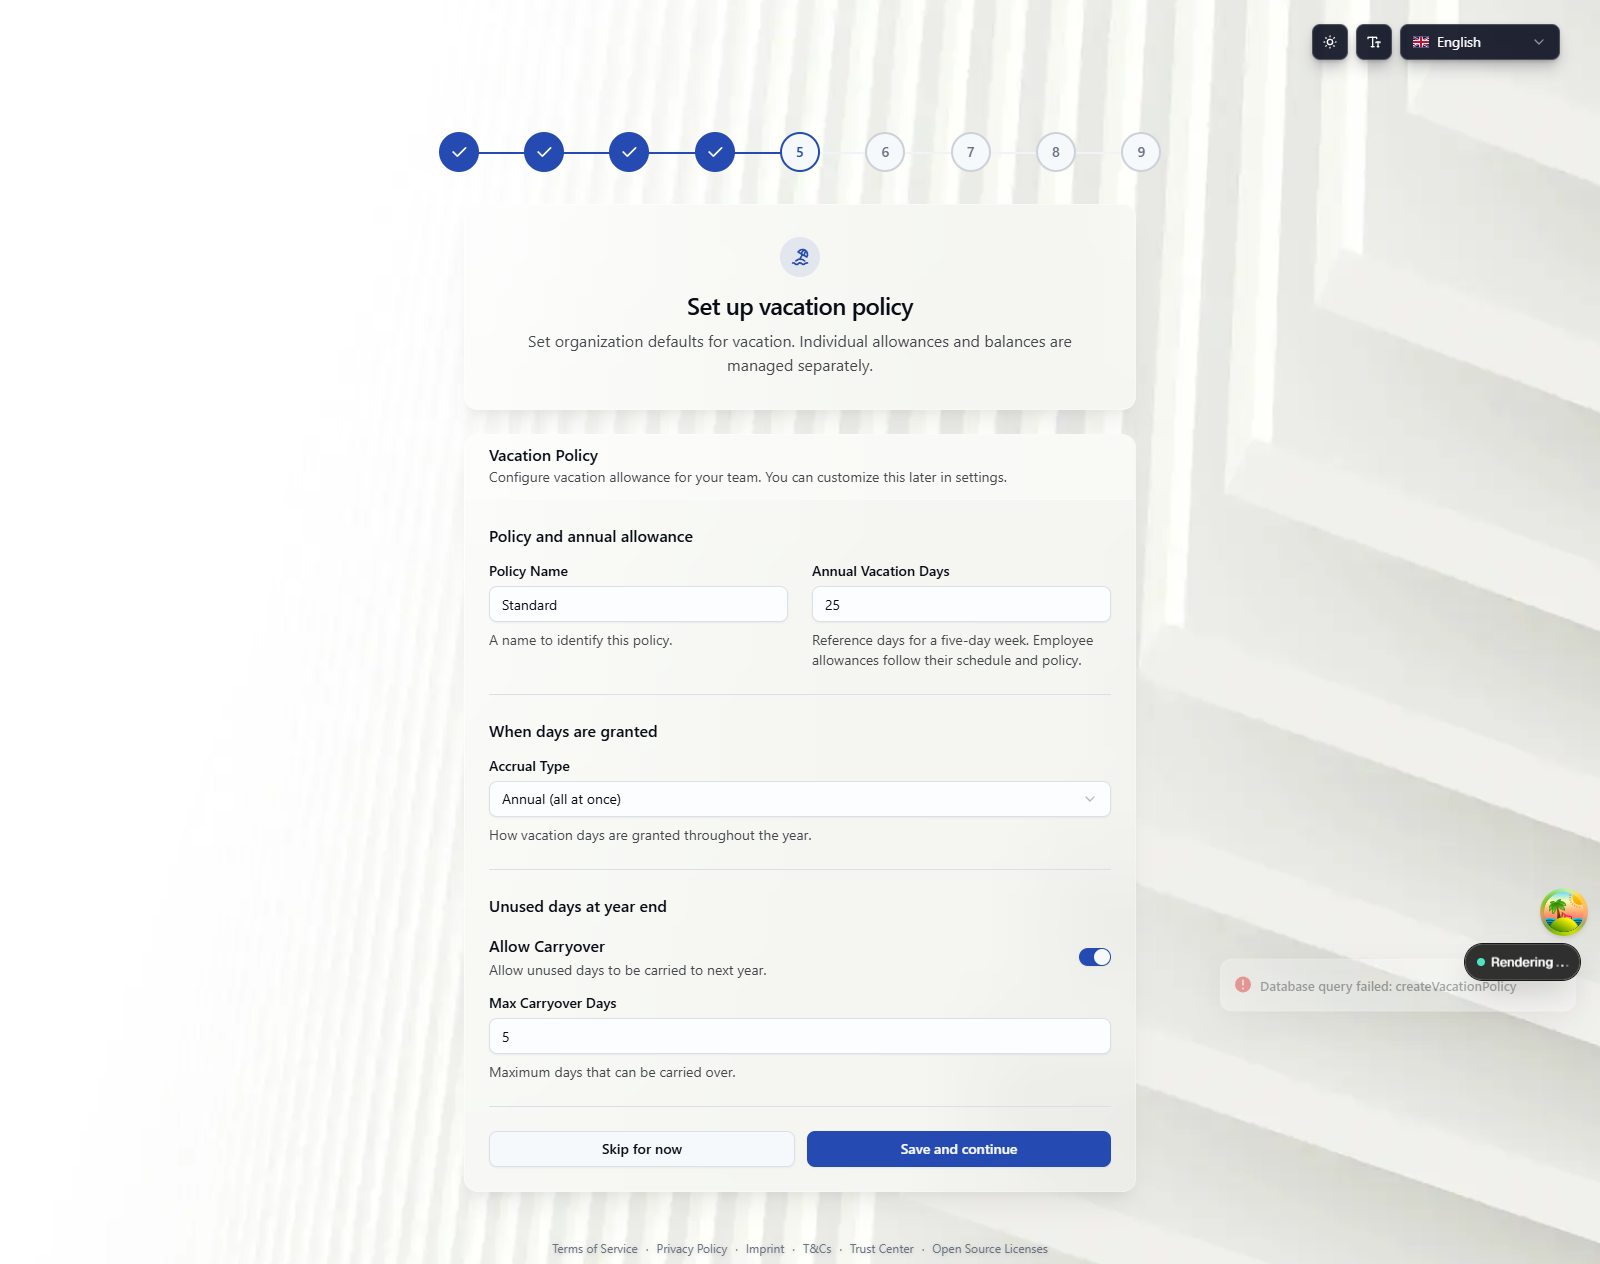 English
5
6
7
8
9
Set up vacation policy
Set organization defaults for vacation. Individual allowances and balances are
managed separately.
Vacation Policy
Configure vacation allowance for your team. You can customize this later in settings.
Policy and annual allowance
Policy Name
Annual Vacation Days
Standard
25
A name to identify this policy.
Reference days for a five-day week. Employee
allowances follow their schedule and policy.
When days are granted
Accrual Type
Annual (all at once)
How vacation days are granted throughout the year.
Unused days at year end
Allow Carryover
Allow unused days to be carried to next year.
Rendering ...
Database query failed: createVacationPolicy
Max Carryover Days
5
Maximum days that can be carried over.
Skip for now
Save and continue
Terms of Service · Privacy Policy · Imprint · T&Cs · Trust Center · Open Source Licenses